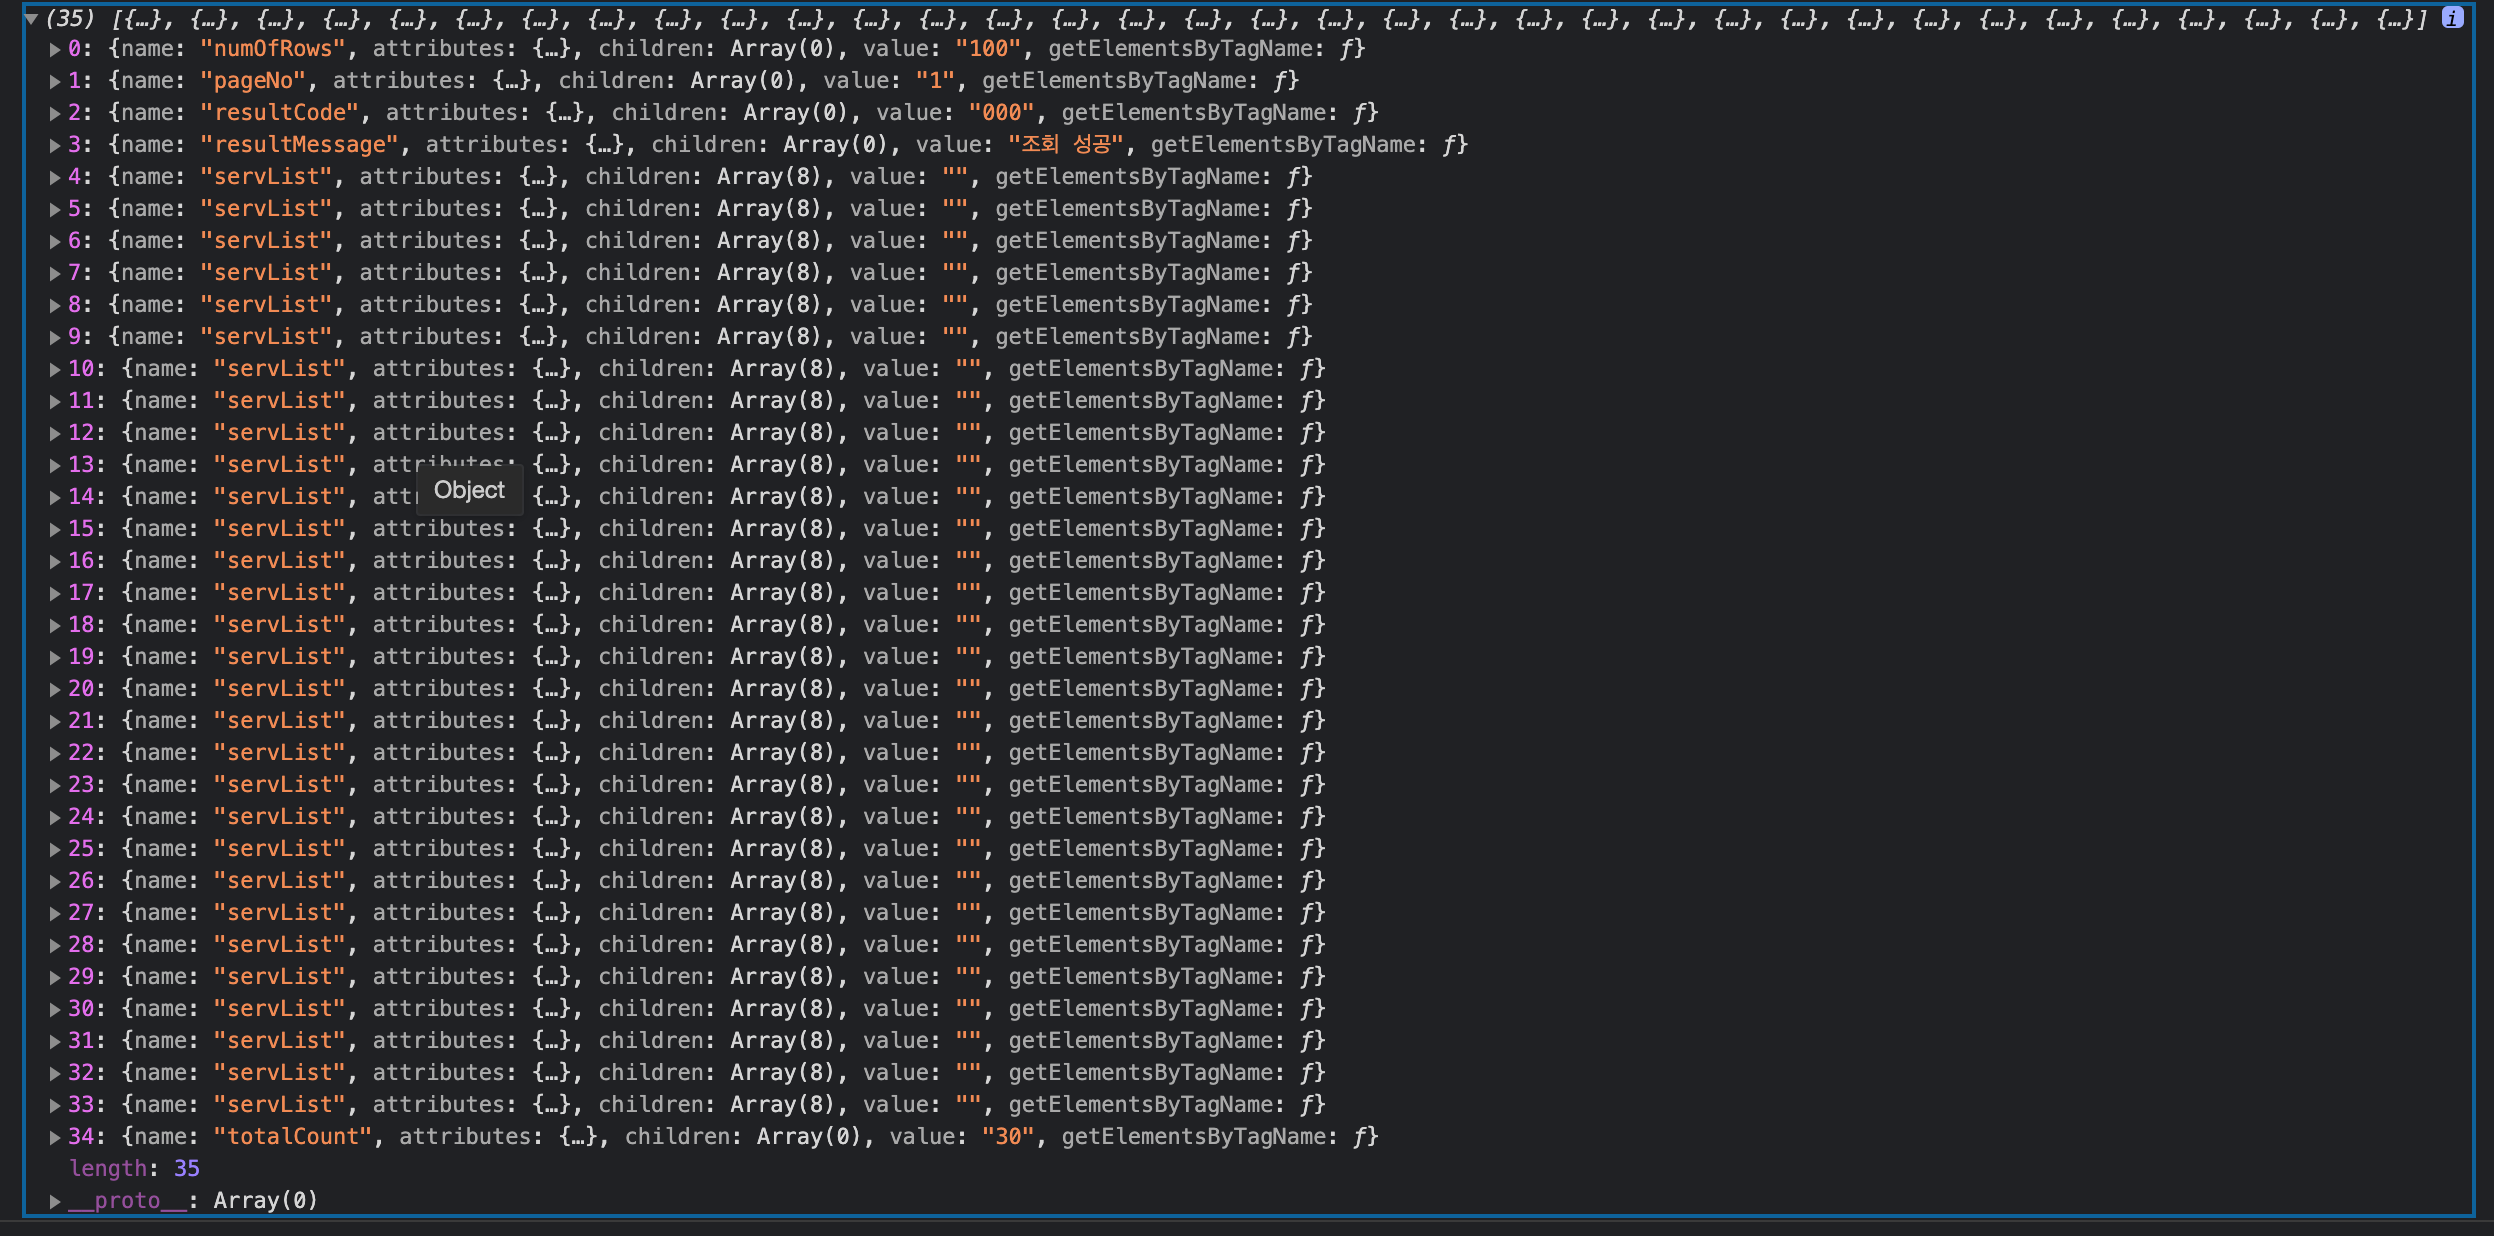 ▼(35) [{…}, {…}, {…}, {…}, {…}, {…}, {…}, {…}, {…}, {…}, {…}, {…}, {…}, {…}, {…}, {…}, {…}, {…}, {…}, {…}, {…}, {…}, {…}, {…}, {…}, {…}, {…}, {…}, {…}, {…}, {…}, {…}, {…}, {…}, {…}] i
▶0: {name: "numOfRows", attributes: {…}, children: Array(0), value: "100", getElementsByTagName: ƒ}
▶1: {name: "pageNo", attributes: {…}, children: Array(0), value: "1", getElementsByTagName: ƒ}
▶2: {name: "resultCode", attributes: {…}, children: Array(0), value: "000", getElementsByTagName: ƒ}
▶3: {name: "resultMessage", attributes: {…}, children: Array(0), value: "조회 성공", getElementsByTagName: ƒ}
▶4: {name: "servList", attributes: {…}, children: Array(8), value: "", getElementsByTagName: ƒ}
▶5: {name: "servList", attributes: {…}, children: Array(8), value: "", getElementsByTagName: ƒ}
▶6: {name: "servList", attributes: {…}, children: Array(8), value: "", getElementsByTagName: ƒ}
▶7: {name: "servList", attributes: {…}, children: Array(8), value: "", getElementsByTagName: ƒ}
▶8: {name: "servList", attributes: {…}, children: Array(8), value: "", getElementsByTagName: ƒ}
▶9: {name: "servList", attributes: {…}, children: Array(8), value: "", getElementsByTagName: ƒ}
▶10: {name: "servList", attributes: {…}, children: Array(8), value: "", getElementsByTagName: ƒ}
▶11: {name: "servList", attributes: {…}, children: Array(8), value: "", getElementsByTagName: ƒ}
▶12: {name: "servList", attributes: {…}, children: Array(8), value: "", getElementsByTagName: ƒ}
▶13: {name: "servList", attributes: {…}, children: Array(8), value: "", getElementsByTagName: ƒ}
Object
▶14: {name: "servList", att {…}, children: Array(8), value: "", getElementsByTagName: ƒ}
▶15: {name: "servList", attributes: {…}, children: Array(8), value: "", getElementsByTagName: ƒ}
▶16: {name: "servList", attributes: {…}, children: Array(8), value: "", getElementsByTagName: ƒ}
▶17: {name: "servList", attributes: {…}, children: Array(8), value: "", getElementsByTagName: ƒ}
▶18: {name: "servList", attributes: {…}, children: Array(8), value: "", getElementsByTagName: ƒ}
▶19: {name: "servList", attributes: {…}, children: Array(8), value: "", getElementsByTagName: ƒ}
▶20: {name: "servList", attributes: {…}, children: Array(8), value: "", getElementsByTagName: ƒ}
▶21: {name: "servList", attributes: {…}, children: Array(8), value: "", getElementsByTagName: ƒ}
▶22: {name: "servList", attributes: {…}, children: Array(8), value: "", getElementsByTagName: ƒ}
▶23: {name: "servList", attributes: {…}, children: Array(8), value: "", getElementsByTagName: ƒ}
▶24: {name: "servList", attributes: {…}, children: Array(8), value: "", getElementsByTagName: ƒ}
▶25: {name: "servList", attributes: {…}, children: Array(8), value: "", getElementsByTagName: ƒ}
▶26: {name: "servList", attributes: {…}, children: Array(8), value: "", getElementsByTagName: ƒ}
▶27: {name: "servList", attributes: {…}, children: Array(8), value: "", getElementsByTagName: ƒ}
▶28: {name: "servList", attributes: {…}, children: Array(8), value: "", getElementsByTagName: ƒ}
▶29: {name: "servList", attributes: {…}, children: Array(8), value: "", getElementsByTagName: ƒ}
▶30: {name: "servList", attributes: {…}, children: Array(8), value: "", getElementsByTagName: ƒ}
▶31: {name: "servList", attributes: {…}, children: Array(8), value: "", getElementsByTagName: ƒ}
▶32: {name: "servList", attributes: {…}, children: Array(8), value: "", getElementsByTagName: ƒ}
▶33: {name: "servList", attributes: {…}, children: Array(8), value: "", getElementsByTagName: ƒ}
▶34: {name: "totalCount", attributes: {…}, children: Array(0), value: "30", getElementsByTagName: ƒ}
length: 35
▶__proto__: Array(0)